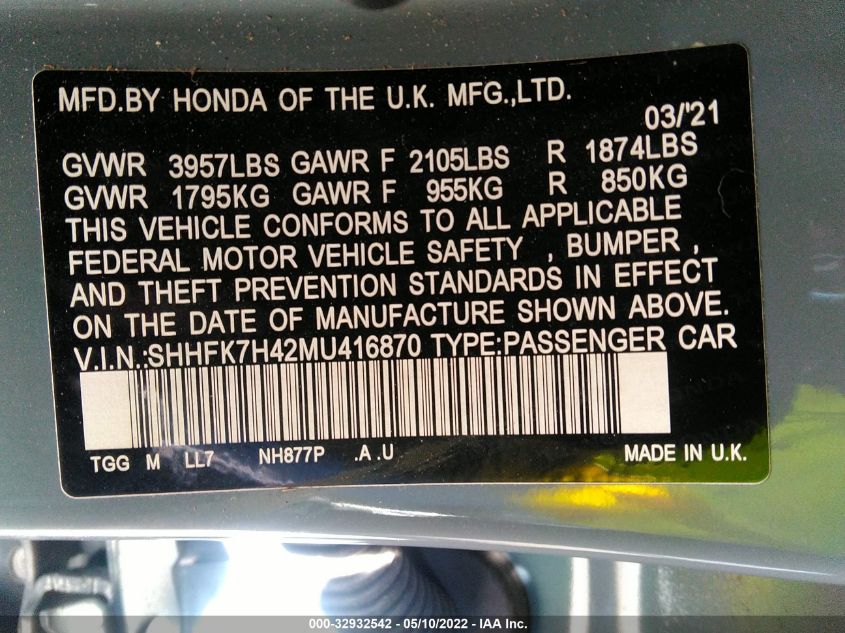 MFD.BY HONDA OF THE U.K. MFG.,LTD.
03/'21
GVWR 3957LBS GAWR F 2105LBS R 1874LBS
GVWR 1795KG GAWR F 955KG R 850KG
THIS VEHICLE CONFORMS TO ALL APPLICABLE
FEDERAL MOTOR VEHICLE SAFETY , BUMPER ,
AND THEFT PREVENTION STANDARDS IN EFFECT
ON THE DATE OF MANUFACTURE SHOWN ABOVE.
V.I.N.:SHHFK7H42MU416870 TYPE:PASSENGER CAR
TGG M LL7 NH877P .A .U MADE IN U.K.
000-32932542 - 05/10/2022 - IAA Inc.